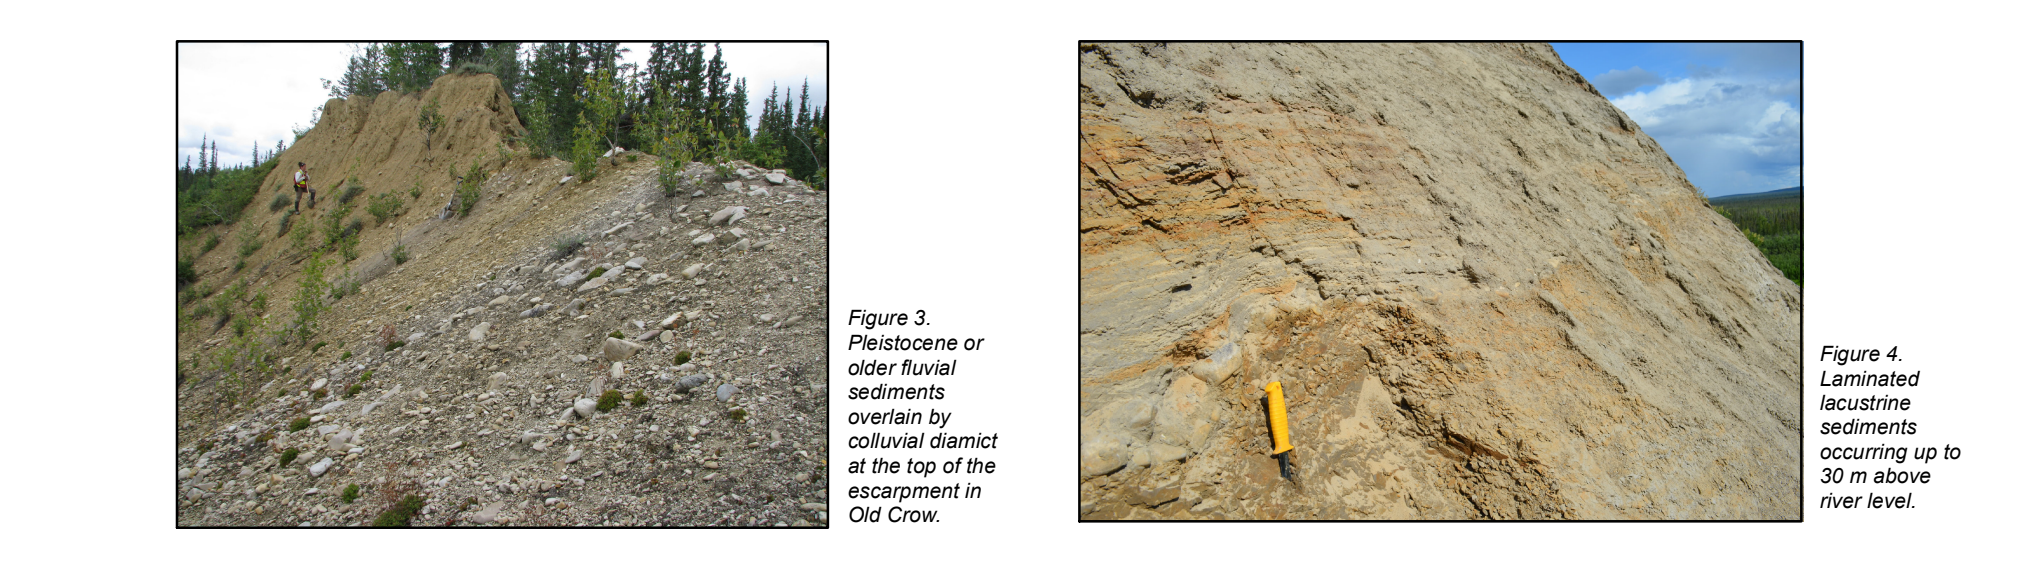 Figure 3.
Pleistocene or
older fluvial
sediments
overlain by
colluvial diamict
at the top of the
escarpment in
Old Crow.
Figure 4.
Laminated
lacustrine
sediments
occurring up to
30 m above
river level.